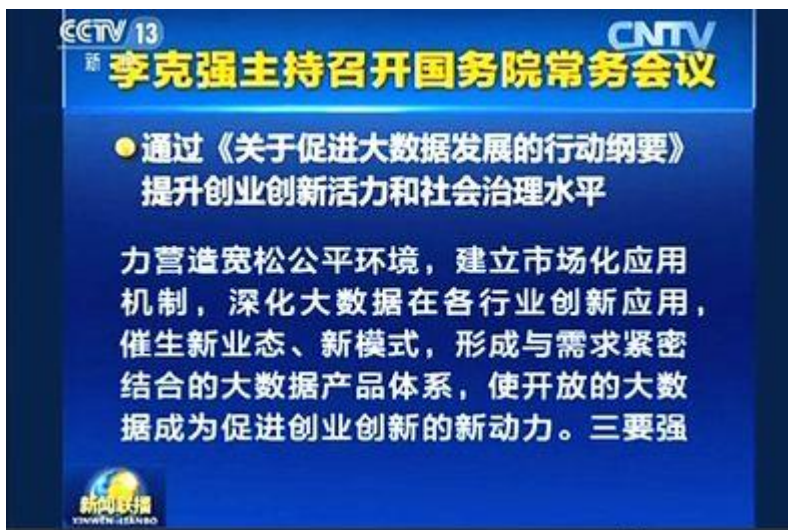 CCTV 13
CNTV
新
李克强主持召开国务院常务会议
通过《关于促进大数据发展的行动纲要》
提升创业创新活力和社会治理水平
力营造宽松公平环境，建立市场化应用
机制，深化大数据在各行业创新应用，
催生新业态、新模式，形成与需求紧密
结合的大数据产品体系，使开放的大数
据成为促进创业创新的新动力。三要强
新闻联播
XINWEN LIANBO